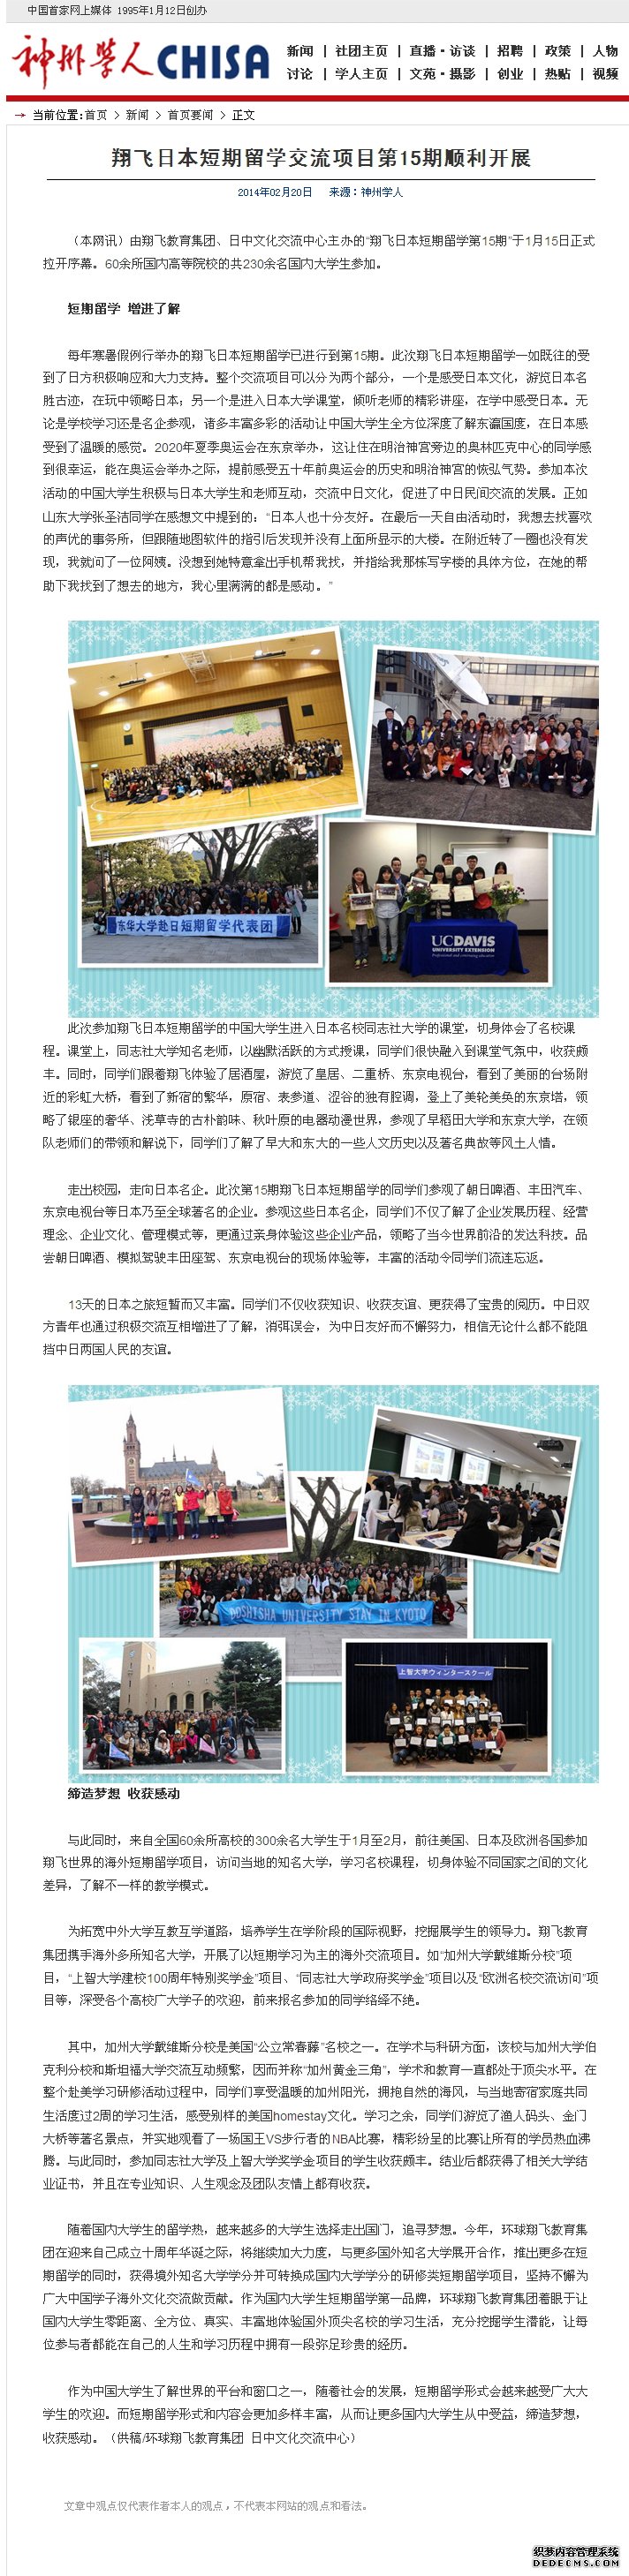 中国首家网上媒体 1995年1月12日创办
神州学人CHISA
新闻 | 社团主页 | 直播·访谈 | 招聘 | 政策 | 人物
讨论 | 学人主页 | 文苑·摄影 | 创业 | 热贴 | 视频
→ 当前位置:首页 > 新闻 > 首页要闻 > 正文
翔飞日本短期留学交流项目第15期顺利开展
2014年02月20日 来源：神州学人
（本网讯）由翔飞教育集团、日中文化交流中心主办的“翔飞日本短期留学第15期”于1月15日正式
拉开序幕。60余所国内高等院校的共230余名国内大学生参加。
短期留学 增进了解
每年寒暑假例行举办的翔飞日本短期留学已进行到第15期。此次翔飞日本短期留学一如既往的受
到了日方积极响应和大力支持。整个交流项目可以分为两个部分，一个是感受日本文化，游览日本名
胜古迹，在玩中领略日本；另一个是进入日本大学课堂，倾听老师的精彩讲座，在学中感受日本。无
论是学校学习还是名企参观，诸多丰富多彩的活动让中国大学生全方位深度了解东瀛国度，在日本感
受到了温暖的感觉。2020年夏季奥运会在东京举办，这让住在明治神宫旁边的奥林匹克中心的同学感
到很幸运，能在奥运会举办之际，提前感受五十年前奥运会的历史和明治神宫的恢弘气势。参加本次
活动的中国大学生积极与日本大学生和老师互动，交流中日文化，促进了中日民间交流的发展。正如
山东大学张圣洁同学在感想文中提到的：“日本人也十分友好。在最后一天自由活动时，我想去找喜欢
的声优的事务所，但跟随地图软件的指引后发现并没有上面所显示的大楼。在附近转了一圈也没有发
现，我就问了一位阿姨。没想到她特意拿出手机帮我找，并指给我那栋写字楼的具体方位，在她的帮
助下我找到了想去的地方，我心里满满的都是感动。”
东华大学赴日短期留学代表团
UCDAVIS
UNIVERSITY EXTENSION
Professional and continuing education
此次参加翔飞日本短期留学的中国大学生进入日本名校同志社大学的课堂，切身体会了名校课
程。课堂上，同志社大学知名老师，以幽默活跃的方式授课，同学们很快融入到课堂气氛中，收获颇
丰。同时，同学们跟着翔飞体验了居酒屋，游览了皇居、二重桥、东京电视台，看到了美丽的台场附
近的彩虹大桥，看到了新宿的繁华，原宿、表参道、涩谷的独有腔调，登上了美轮美奂的东京塔，领
略了银座的奢华、浅草寺的古朴韵味、秋叶原的电器动漫世界，参观了早稻田大学和东京大学，在领
队老师们的带领和解说下，同学们了解了早大和东大的一些人文历史以及著名典故等风土人情。
走出校园，走向日本名企。此次第15期翔飞日本短期留学的同学们参观了朝日啤酒、丰田汽车、
东京电视台等日本乃至全球著名的企业。参观这些日本名企，同学们不仅了解了企业发展历程、经营
理念、企业文化、管理模式等，更通过亲身体验这些企业产品，领略了当今世界前沿的发达科技。品
尝朝日啤酒、模拟驾驶丰田座驾、东京电视台的现场体验等，丰富的活动令同学们流连忘返。
13天的日本之旅短暂而又丰富。同学们不仅收获知识、收获友谊、更获得了宝贵的阅历。中日双
方青年也通过积极交流互相增进了了解，消弭误会，为中日友好而不懈努力，相信无论什么都不能阻
挡中日两国人民的友谊。
DOSHISHA UNIVERSITY STAY IN KYOTO
上智大学ウィンタースクール
缔造梦想 收获感动
与此同时，来自全国60余所高校的300余名大学生于1月至2月，前往美国、日本及欧洲各国参加
翔飞世界的海外短期留学项目，访问当地的知名大学，学习名校课程，切身体验不同国家之间的文化
差异，了解不一样的教学模式。
为拓宽中外大学互教互学道路，培养学生在学阶段的国际视野，挖掘展学生的领导力。翔飞教育
集团携手海外多所知名大学，开展了以短期学习为主的海外交流项目。如“加州大学戴维斯分校”项
目，“上智大学建校100周年特别奖学金”项目、“同志社大学政府奖学金”项目以及“欧洲名校交流访问”项
目等，深受各个高校广大学子的欢迎，前来报名参加的同学络绎不绝。
其中，加州大学戴维斯分校是美国“公立常春藤”名校之一。在学术与科研方面，该校与加州大学伯
克利分校和斯坦福大学交流互动频繁，因而并称“加州黄金三角”，学术和教育一直都处于顶尖水平。在
整个赴美学习研修活动过程中，同学们享受温暖的加州阳光，拥抱自然的海风，与当地寄宿家庭共同
生活度过2周的学习生活，感受别样的美国homestay文化。学习之余，同学们游览了渔人码头、金门
大桥等著名景点，并实地观看了一场国王VS步行者的NBA比赛，精彩纷呈的比赛让所有的学员热血沸
腾。与此同时，参加同志社大学及上智大学奖学金项目的学生收获颇丰。结业后都获得了相关大学结
业证书，并且在专业知识、人生观念及团队友情上都有收获。
随着国内大学生的留学热，越来越多的大学生选择走出国门，追寻梦想。今年，环球翔飞教育集
团在迎来自己成立十周年华诞之际，将继续加大力度，与更多国外知名大学展开合作，推出更多在短
期留学的同时，获得境外知名大学学分并可转换成国内大学学分的研修类短期留学项目，坚持不懈为
广大中国学子海外文化交流做贡献。作为国内大学生短期留学第一品牌，环球翔飞教育集团着眼于让
国内大学生零距离、全方位、真实、丰富地体验国外顶尖名校的学习生活，充分挖掘学生潜能，让每
位参与者都能在自己的人生和学习历程中拥有一段弥足珍贵的经历。
作为中国大学生了解世界的平台和窗口之一，随着社会的发展，短期留学形式会越来越受广大大
学生的欢迎。而短期留学形式和内容会更加多样丰富，从而让更多国内大学生从中受益，缔造梦想，
收获感动。（供稿/环球翔飞教育集团 日中文化交流中心）
文章中观点仅代表作者本人的观点，不代表本网站的观点和看法。
织梦内容管理系统
DEDECMS.COM